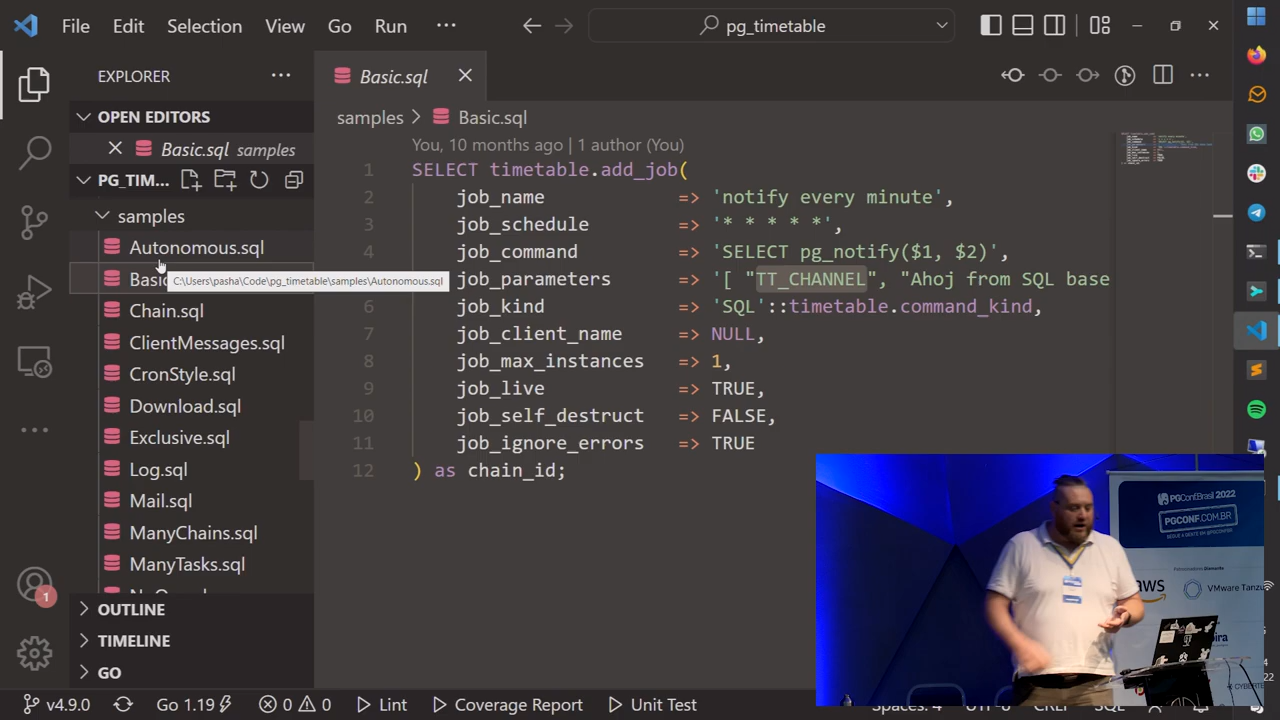 File Edit Selection View Go Run ···
pg_timetable
EXPLORER
OPEN EDITORS
Basic.sql samples
PG_TIM...
samples
Autonomous.sql
Basic
C:\Users\pasha\Code\pg_timetable\samples\Autonomous.sql
Chain.sql
ClientMessages.sql
CronStyle.sql
Download.sql
Exclusive.sql
Log.sql
Mail.sql
ManyChains.sql
ManyTasks.sql
OUTLINE
TIMELINE
GO
Basic.sql
samples > Basic.sql
You, 10 months ago | 1 author (You)
1 SELECT timetable.add_job(
2 job_name => 'notify every minute',
3 job_schedule => '* * * * *',
4 job_command => 'SELECT pg_notify($1, $2)',
job_parameters => '[ "TT_CHANNEL", "Ahoj from SQL base
6 job_kind => 'SQL'::timetable.command_kind,
7 job_client_name => NULL,
8 job_max_instances => 1,
9 job_live => TRUE,
10 job_self_destruct => FALSE,
11 job_ignore_errors => TRUE
12 ) as chain_id;
1
v4.9.0 Go 1.19 0 0 Lint Coverage Report Unit Test
PGConf.Brasil 2022
PGCONF.COM.BR
aws
VMware Tanzu